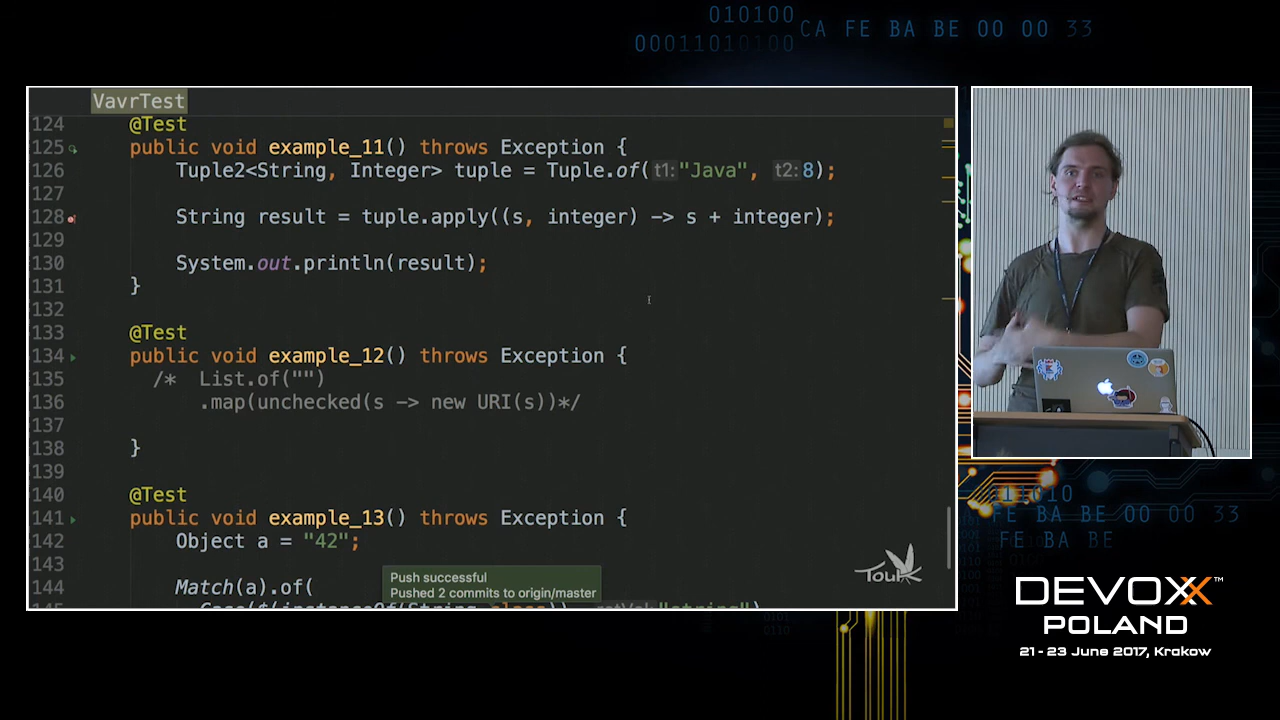 010100
00011010100
CA FE BA BE 00 00 33
VavrTest
124 @Test
125 public void example_11() throws Exception {
126 Tuple2<String, Integer> tuple = Tuple.of( t1: "Java", t2: 8);
127
128 String result = tuple.apply((s, integer) -> s + integer);
129
130 System.out.println(result);
131 }
132
133 @Test
134 public void example_12() throws Exception {
135 /* List.of("")
136 .map(unchecked(s -> new URI(s))*/
137
138 }
139
140 @Test
141 public void example_13() throws Exception {
142 Object a = "42";
143
144 Match(a).of(
Push successful
Pushed 2 commits to origin/master
Touk
FE BA BE 00 00 33
FE BA BE
DEVOXX™
POLAND
21 - 23 June 2017, Krakow